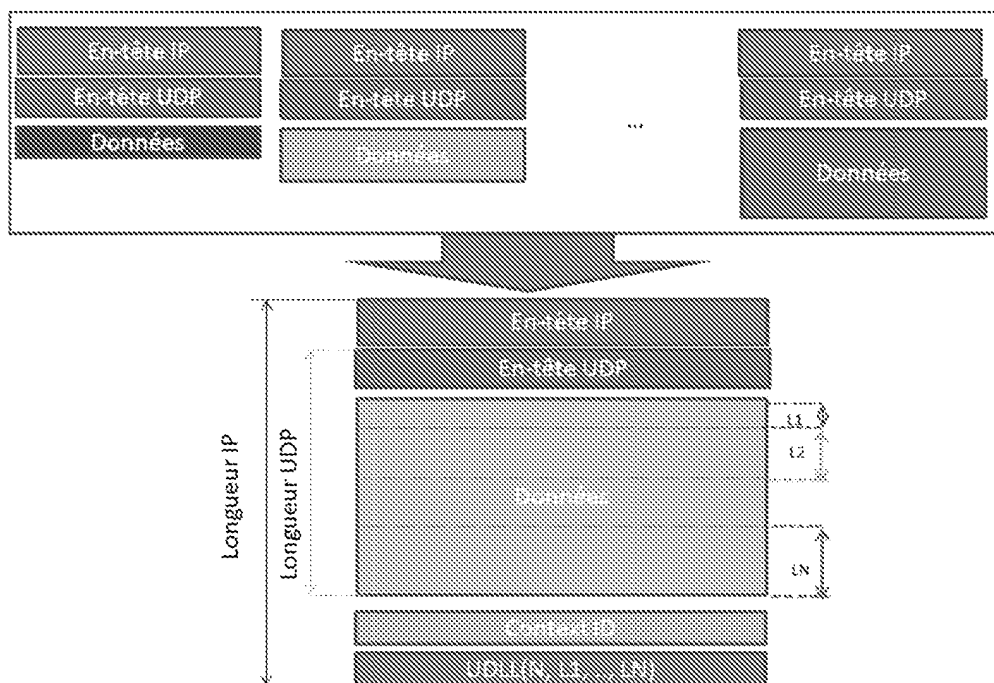 En-tête IP
En-tête UDP
Données
En-tête IP
En-tête UDP
Données
...
En-tête IP
En-tête UDP
Données
En-tête IP
En-tête UDP
Données
Context ID
UDLL(N, L1, .., LN)
Longueur IP
Longueur UDP
L1
L2
LN